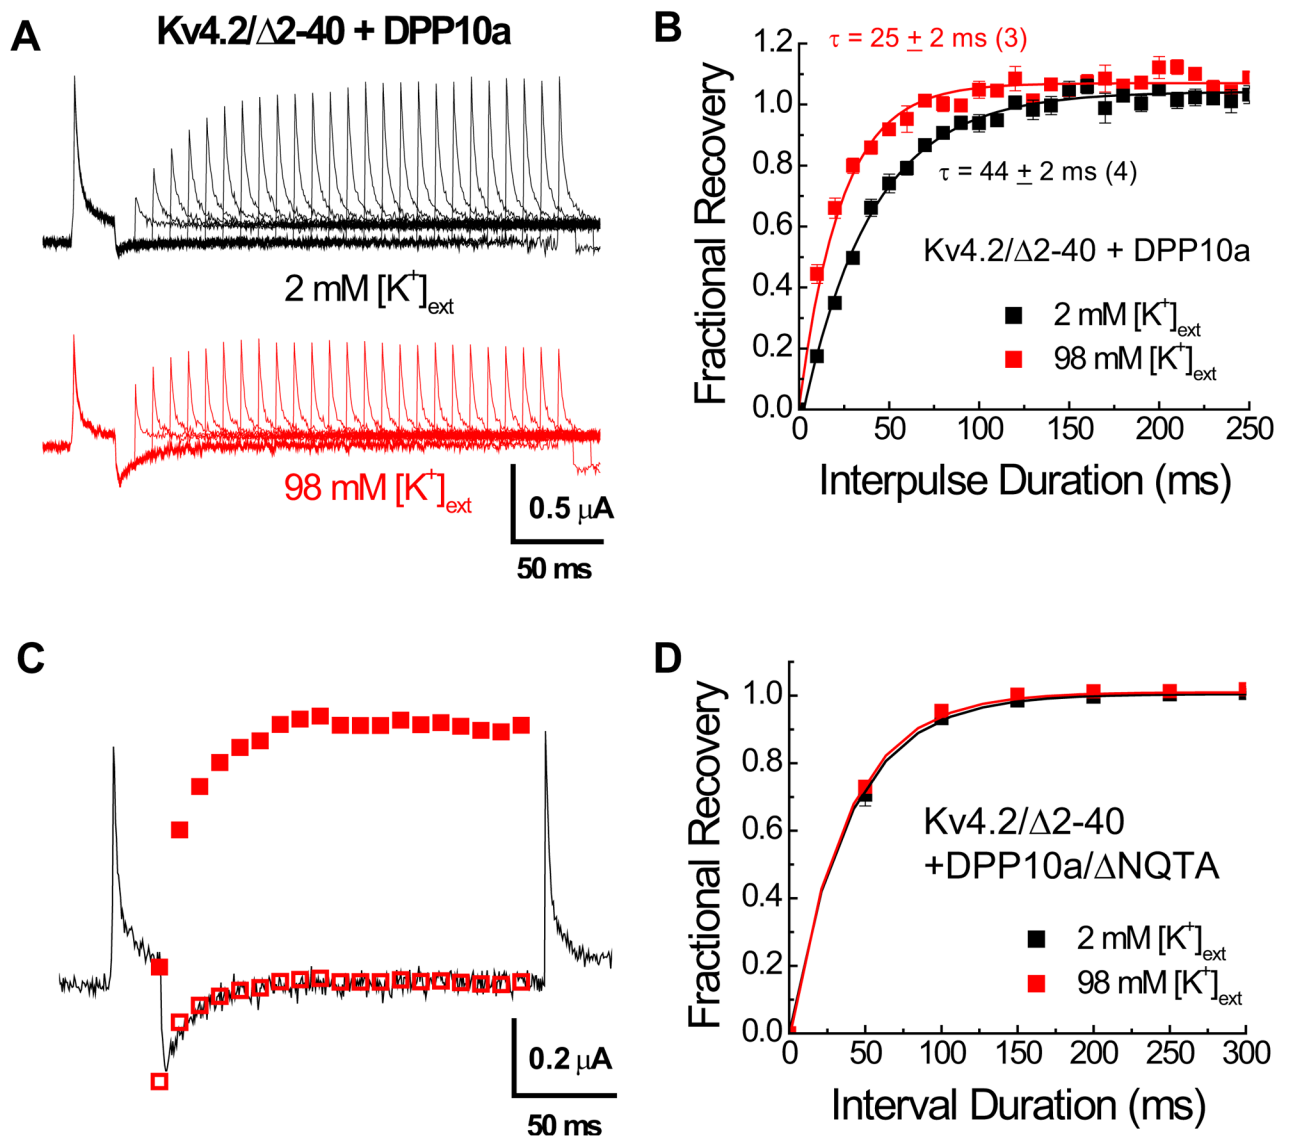 A
Kv4.2/Δ2-40 + DPP10a
2 mM [K+]ext
98 mM [K+]ext
0.5 μA
50 ms
B
τ = 25 ± 2 ms (3)
τ = 44 ± 2 ms (4)
Kv4.2/Δ2-40 + DPP10a
2 mM [K+]ext
98 mM [K+]ext
Fractional Recovery
1.2
1.0
0.8
0.6
0.4
0.2
0.0
0 50 100 150 200 250
Interpulse Duration (ms)
C
0.2 μA
50 ms
D
Fractional Recovery
1.0
0.8
0.6
0.4
0.2
0.0
Kv4.2/Δ2-40
+DPP10a/ΔNQTA
2 mM [K+]ext
98 mM [K+]ext
0 50 100 150 200 250 300
Interval Duration (ms)